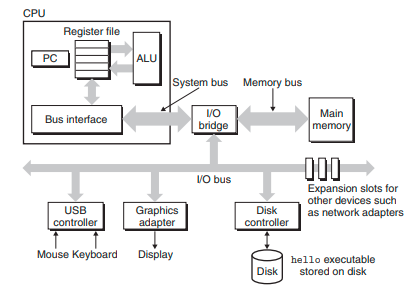 CPU
Register file
PC
ALU
System bus
Memory bus
Bus interface
I/O
bridge
Main
memory
I/O bus
Expansion slots for
other devices such
as network adapters
USB
controller
Graphics
adapter
Disk
controller
Mouse Keyboard
Display
Disk
hello executable
stored on disk